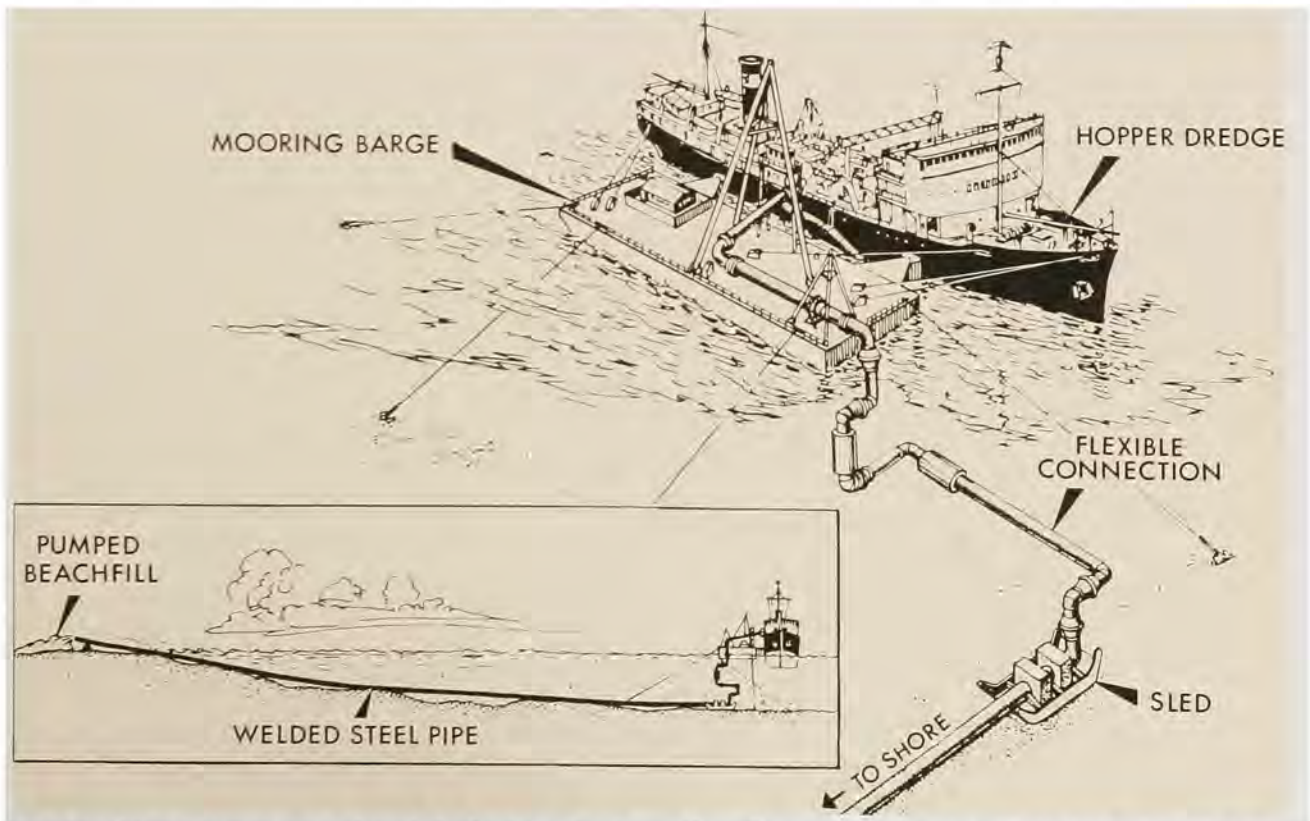 MOORING BARGE
HOPPER DREDGE
FLEXIBLE
CONNECTION
PUMPED
BEACHFILL
WELDED STEEL PIPE
SLED
TO SHORE